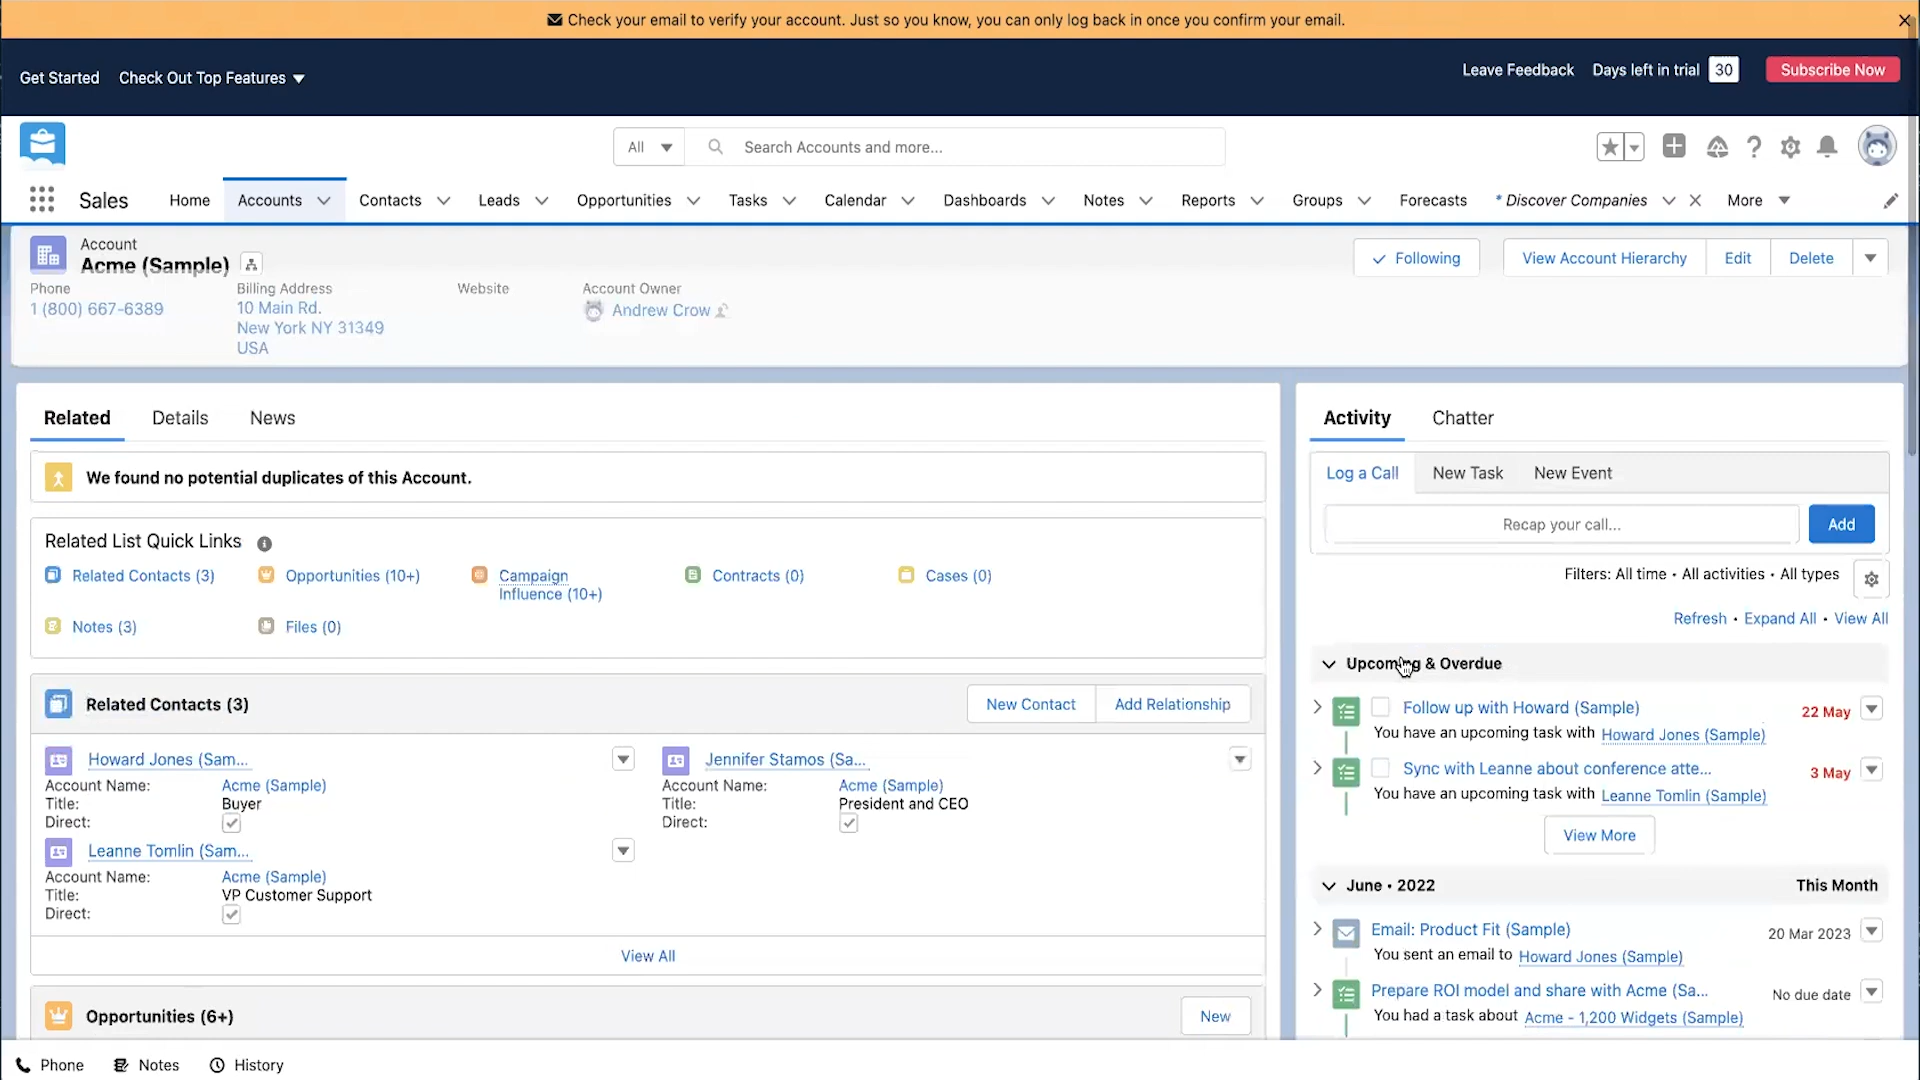 Check your email to verify your account. Just so you know, you can only log back in once you confirm your email.
Get Started
Check Out Top Features
Leave Feedback
Days left in trial 30
Subscribe Now
All
Search Accounts and more...
Sales
Home
Accounts
Contacts
Leads
Opportunities
Tasks
Calendar
Dashboards
Notes
Reports
Groups
Forecasts
* Discover Companies
More
Account
Acme (Sample)
Following
View Account Hierarchy
Edit
Delete
Phone
1 (800) 667-6389
Billing Address
10 Main Rd.
New York NY 31349
USA
Website
Account Owner
Andrew Crow
Related
Details
News
We found no potential duplicates of this Account.
Related List Quick Links
Related Contacts (3)
Opportunities (10+)
Campaign
Influence (10+)
Contracts (0)
Cases (0)
Notes (3)
Files (0)
Related Contacts (3)
New Contact
Add Relationship
Howard Jones (Sam...
Account Name: Acme (Sample)
Title: Buyer
Direct:
Jennifer Stamos (Sa...
Account Name: Acme (Sample)
Title: President and CEO
Direct:
Leanne Tomlin (Sam...
Account Name: Acme (Sample)
Title: VP Customer Support
Direct:
View All
Opportunities (6+)
New
Activity
Chatter
Log a Call
New Task
New Event
Recap your call...
Add
Filters: All time • All activities • All types
Refresh • Expand All • View All
Upcoming & Overdue
Follow up with Howard (Sample)
22 May
You have an upcoming task with Howard Jones (Sample)
Sync with Leanne about conference atte...
3 May
You have an upcoming task with Leanne Tomlin (Sample)
View More
June • 2022
This Month
Email: Product Fit (Sample)
20 Mar 2023
You sent an email to Howard Jones (Sample)
Prepare ROI model and share with Acme (Sa...
No due date
You had a task about Acme - 1,200 Widgets (Sample)
Phone
Notes
History